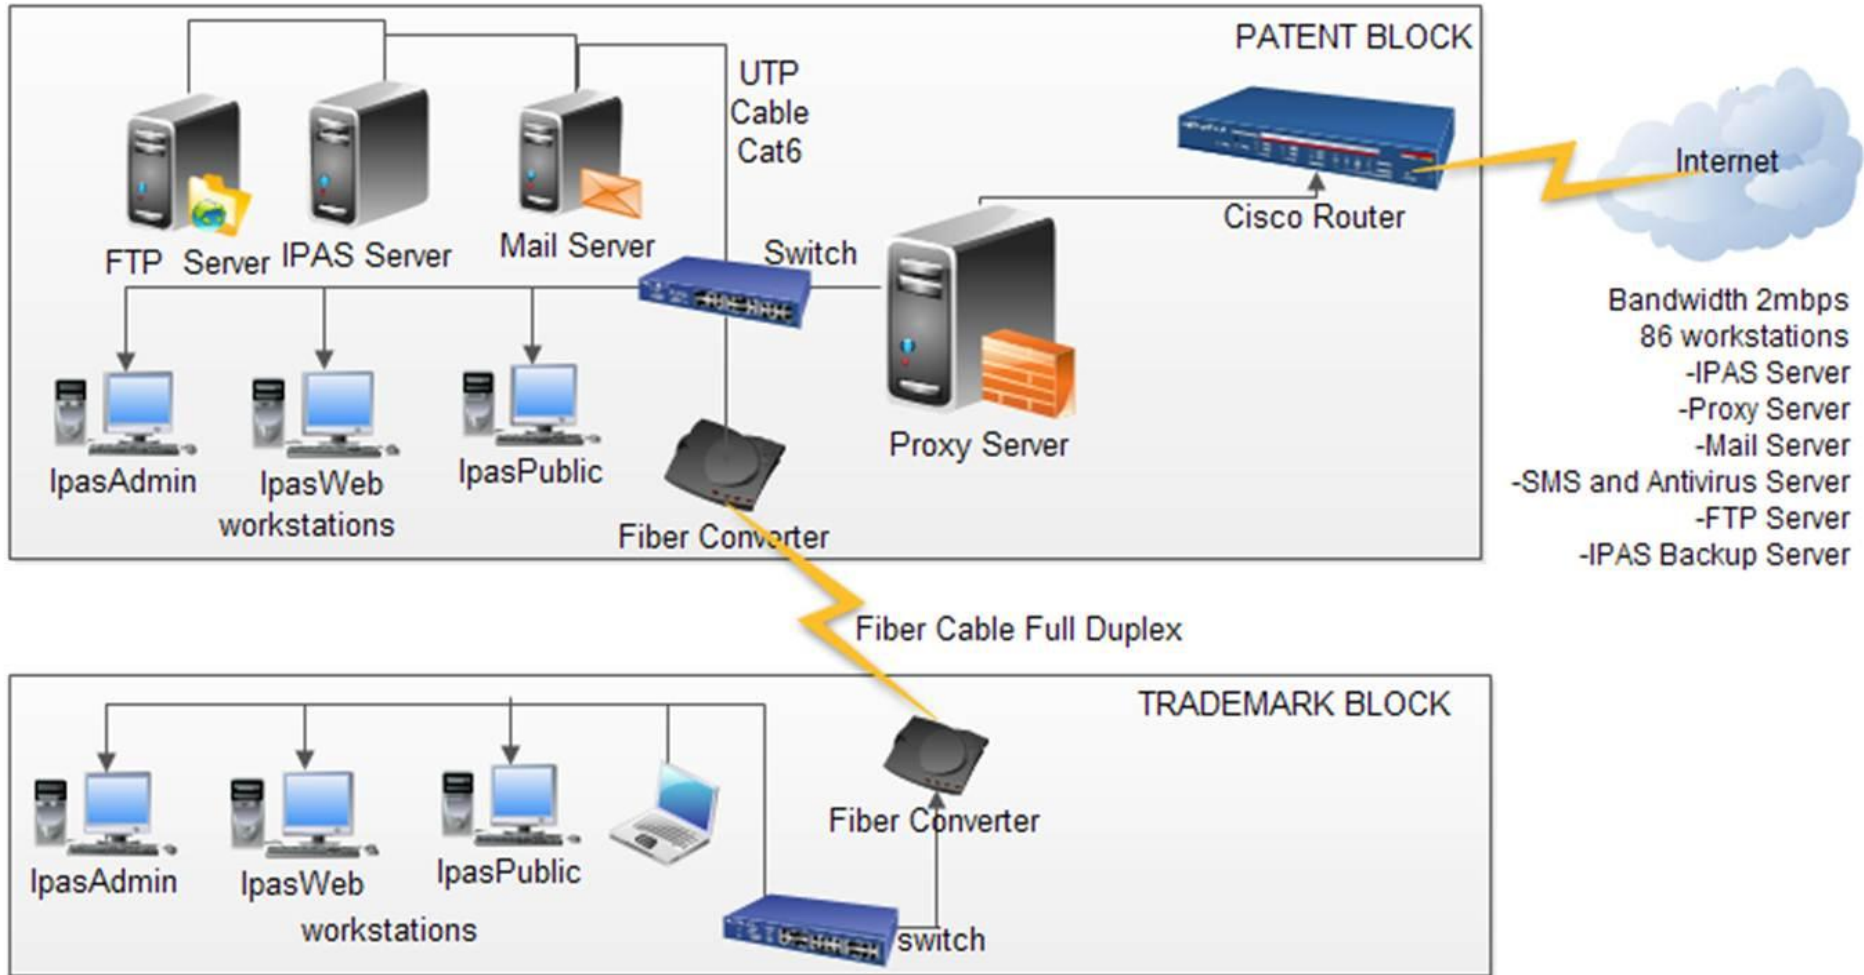 PATENT BLOCK
UTP
Cable
Cat6
Internet
Cisco Router
FTP Server
IPAS Server
Mail Server
Switch
Bandwidth 2mbps
86 workstations
-IPAS Server
-Proxy Server
-Mail Server
-SMS and Antivirus Server
-FTP Server
-IPAS Backup Server
Proxy Server
IpasAdmin
IpasWeb
IpasPublic
workstations
Fiber Converter
Fiber Cable Full Duplex
TRADEMARK BLOCK
Fiber Converter
IpasAdmin
IpasWeb
IpasPublic
workstations
switch